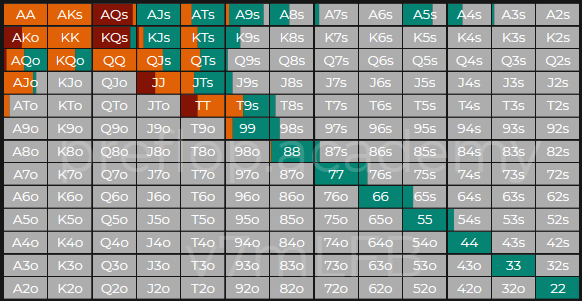 AA AKs AQs AJs ATs A9s A8s A7s A6s A5s A4s A3s A2s
AKo KK KQs KJs KTs K9s K8s K7s K6s K5s K4s K3s K2s
AQo KQo QQ QJs QTs Q9s Q8s Q7s Q6s Q5s Q4s Q3s Q2s
AJo KJo QJo JJ JTs J9s J8s J7s J6s J5s J4s J3s J2s
ATo KTo QTo JTo TT T9s T8s T7s T6s T5s T4s T3s T2s
A9o K9o Q9o J9o T9o 99 98s 97s 96s 95s 94s 93s 92s
A8o K8o Q8o J8o T8o 98o 88 87s 86s 85s 84s 83s 82s
preflop.academy
A7o K7o Q7o J7o T7o 97o 87o 77 76s 75s 74s 73s 72s
A6o K6o Q6o J6o T6o 96o 86o 76o 66 65s 64s 63s 62s
A5o K5o Q5o J5o T5o 95o 85o 75o 65o 55 54s 53s 52s
A4o K4o Q4o J4o T4o 94o 84o 74o 64o 54o 44 43s 42s
A3o K3o Q3o J3o T3o 93o 83o 73o 63o 53o 43o 33 32s
A2o K2o Q2o J2o T2o 92o 82o 72o 62o 52o 42o 32o 22